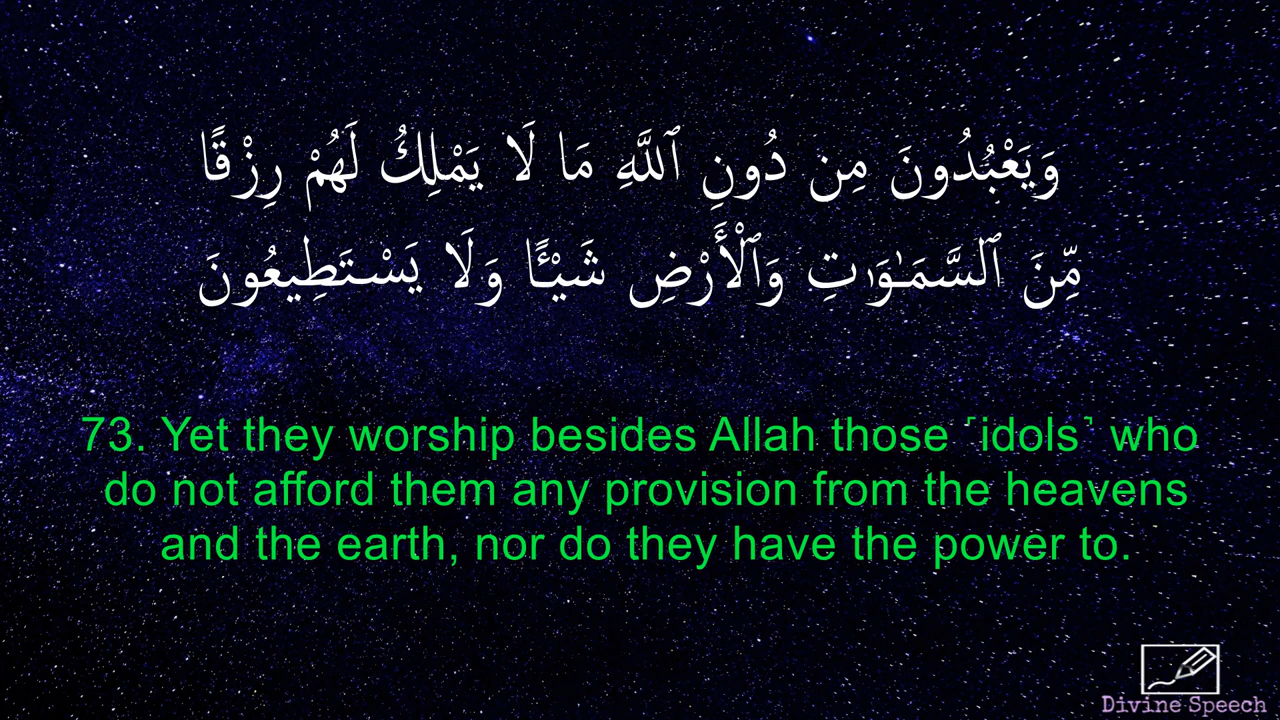 وَيَعْبُدُونَ مِن دُونِ ٱللَّهِ مَا لَا يَمْلِكُ لَهُمْ رِزْقًا
مِّنَ ٱلسَّمَـٰوَٰتِ وَٱلْأَرْضِ شَيْـًٔا وَلَا يَسْتَطِيعُونَ
73. Yet they worship besides Allah those ˹idols˺ who
do not afford them any provision from the heavens
and the earth, nor do they have the power to.
Divine Speech